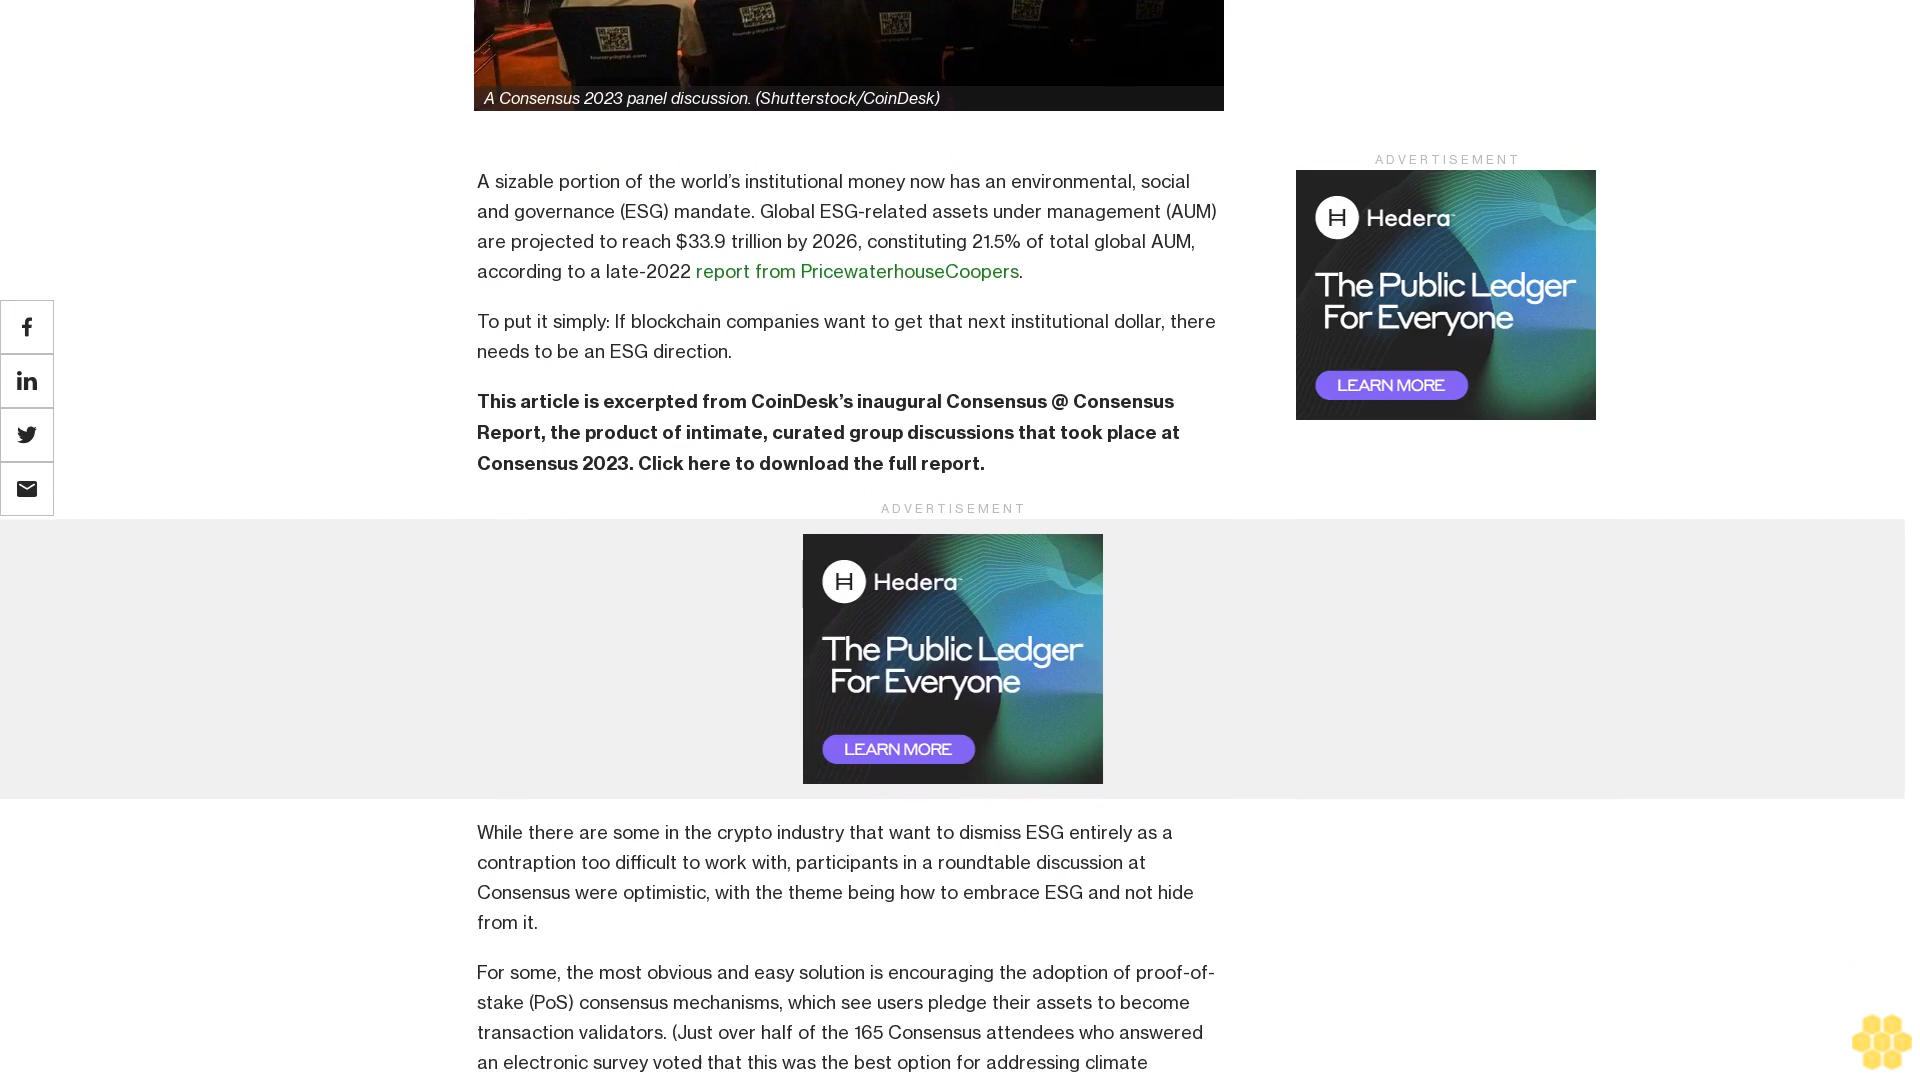 foundrydigital.com
A Consensus 2023 panel discussion. (Shutterstock/CoinDesk)
A sizable portion of the world’s institutional money now has an environmental, social
and governance (ESG) mandate. Global ESG-related assets under management (AUM)
are projected to reach $33.9 trillion by 2026, constituting 21.5% of total global AUM,
according to a late-2022 report from PricewaterhouseCoopers.
To put it simply: If blockchain companies want to get that next institutional dollar, there
needs to be an ESG direction.
This article is excerpted from CoinDesk’s inaugural Consensus @ Consensus
Report, the product of intimate, curated group discussions that took place at
Consensus 2023. Click here to download the full report.
ADVERTISEMENT
Hedera
The Public Ledger
For Everyone
LEARN MORE
ADVERTISEMENT
Hedera
The Public Ledger
For Everyone
LEARN MORE
While there are some in the crypto industry that want to dismiss ESG entirely as a
contraption too difficult to work with, participants in a roundtable discussion at
Consensus were optimistic, with the theme being how to embrace ESG and not hide
from it.
For some, the most obvious and easy solution is encouraging the adoption of proof-of-
stake (PoS) consensus mechanisms, which see users pledge their assets to become
transaction validators. (Just over half of the 165 Consensus attendees who answered
an electronic survey voted that this was the best option for addressing climate